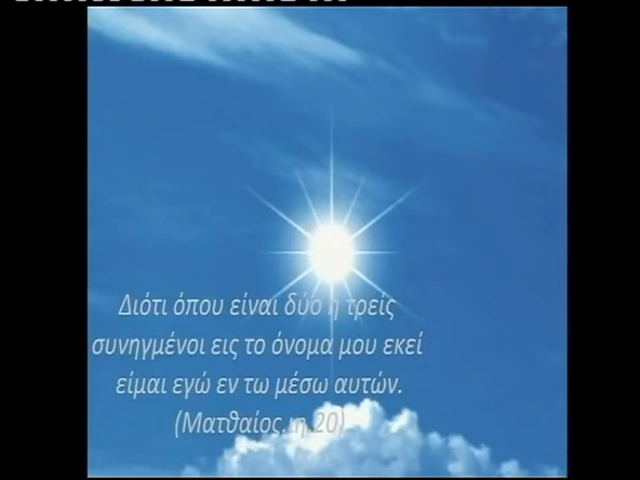 Διότι όπου είναι δύο ή τρείς
συνηγμένοι εις το όνομα μου εκεί
είμαι εγώ εν τω μέσω αυτών.
(Ματθαίος.ιη.20)